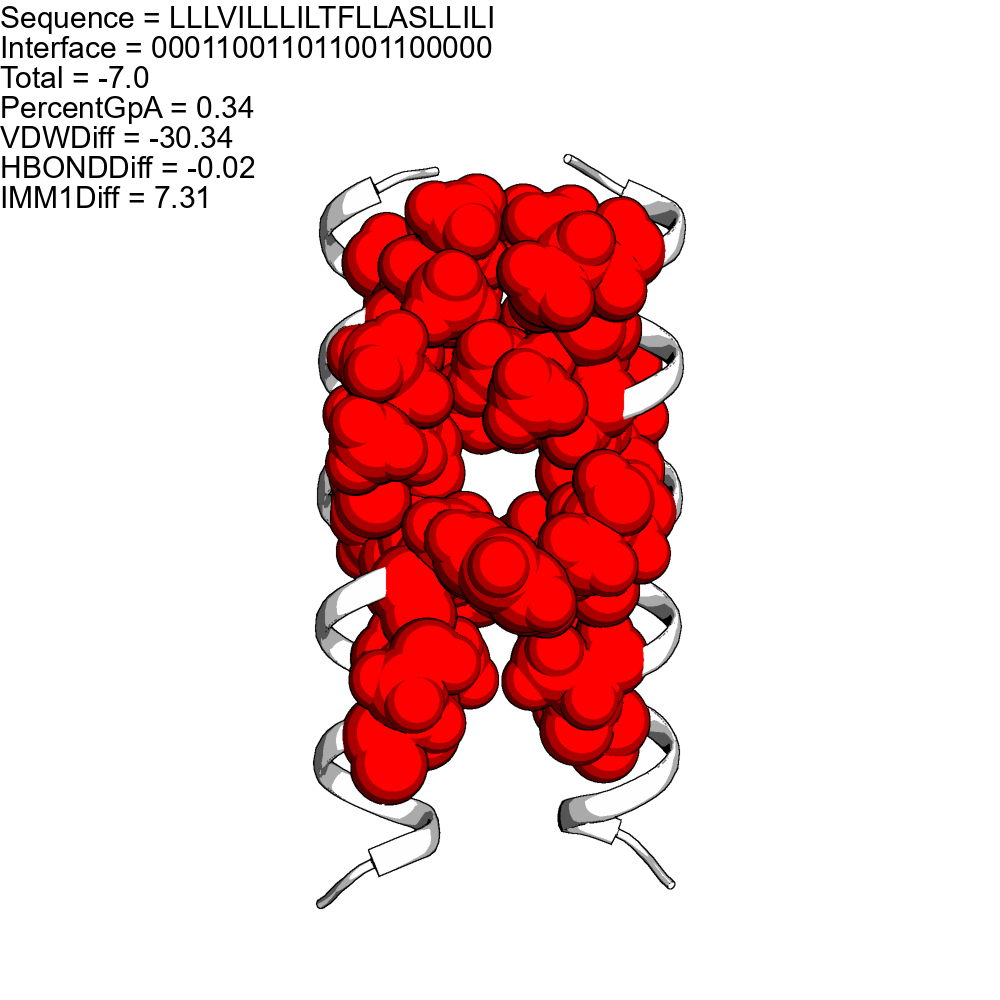 Sequence = LLLVILLLILTFLLASLLILI
Interface = 000110011011001100000
Total = -7.0
PercentGpA = 0.34
VDWDiff = -30.34
HBONDDiff = -0.02
IMM1Diff = 7.31